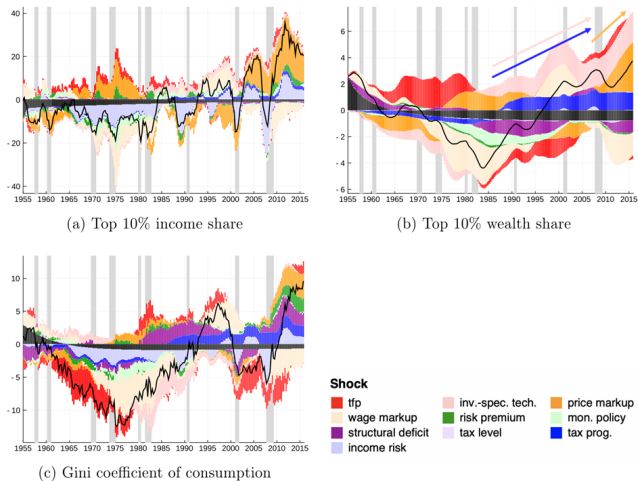 (a)
(b)
40
20
0
-20
-40
1955 1960 1965 1970 1975 1980 1985 1990 1995 2000 2005 2010 2015
(a) Top 10% income share
6
4
2
0
-2
-4
-6
1955 1960 1965 1970 1975 1980 1985 1990 1995 2000 2005 2010 2015
(b) Top 10% wealth share
10
5
0
-5
-10
1955 1960 1965 1970 1975 1980 1985 1990 1995 2000 2005 2010 2015
(c) Gini coefficient of consumption
Shock
tfp inv.-spec. tech. price markup
wage markup risk premium mon. policy
structural deficit tax level tax prog.
income risk